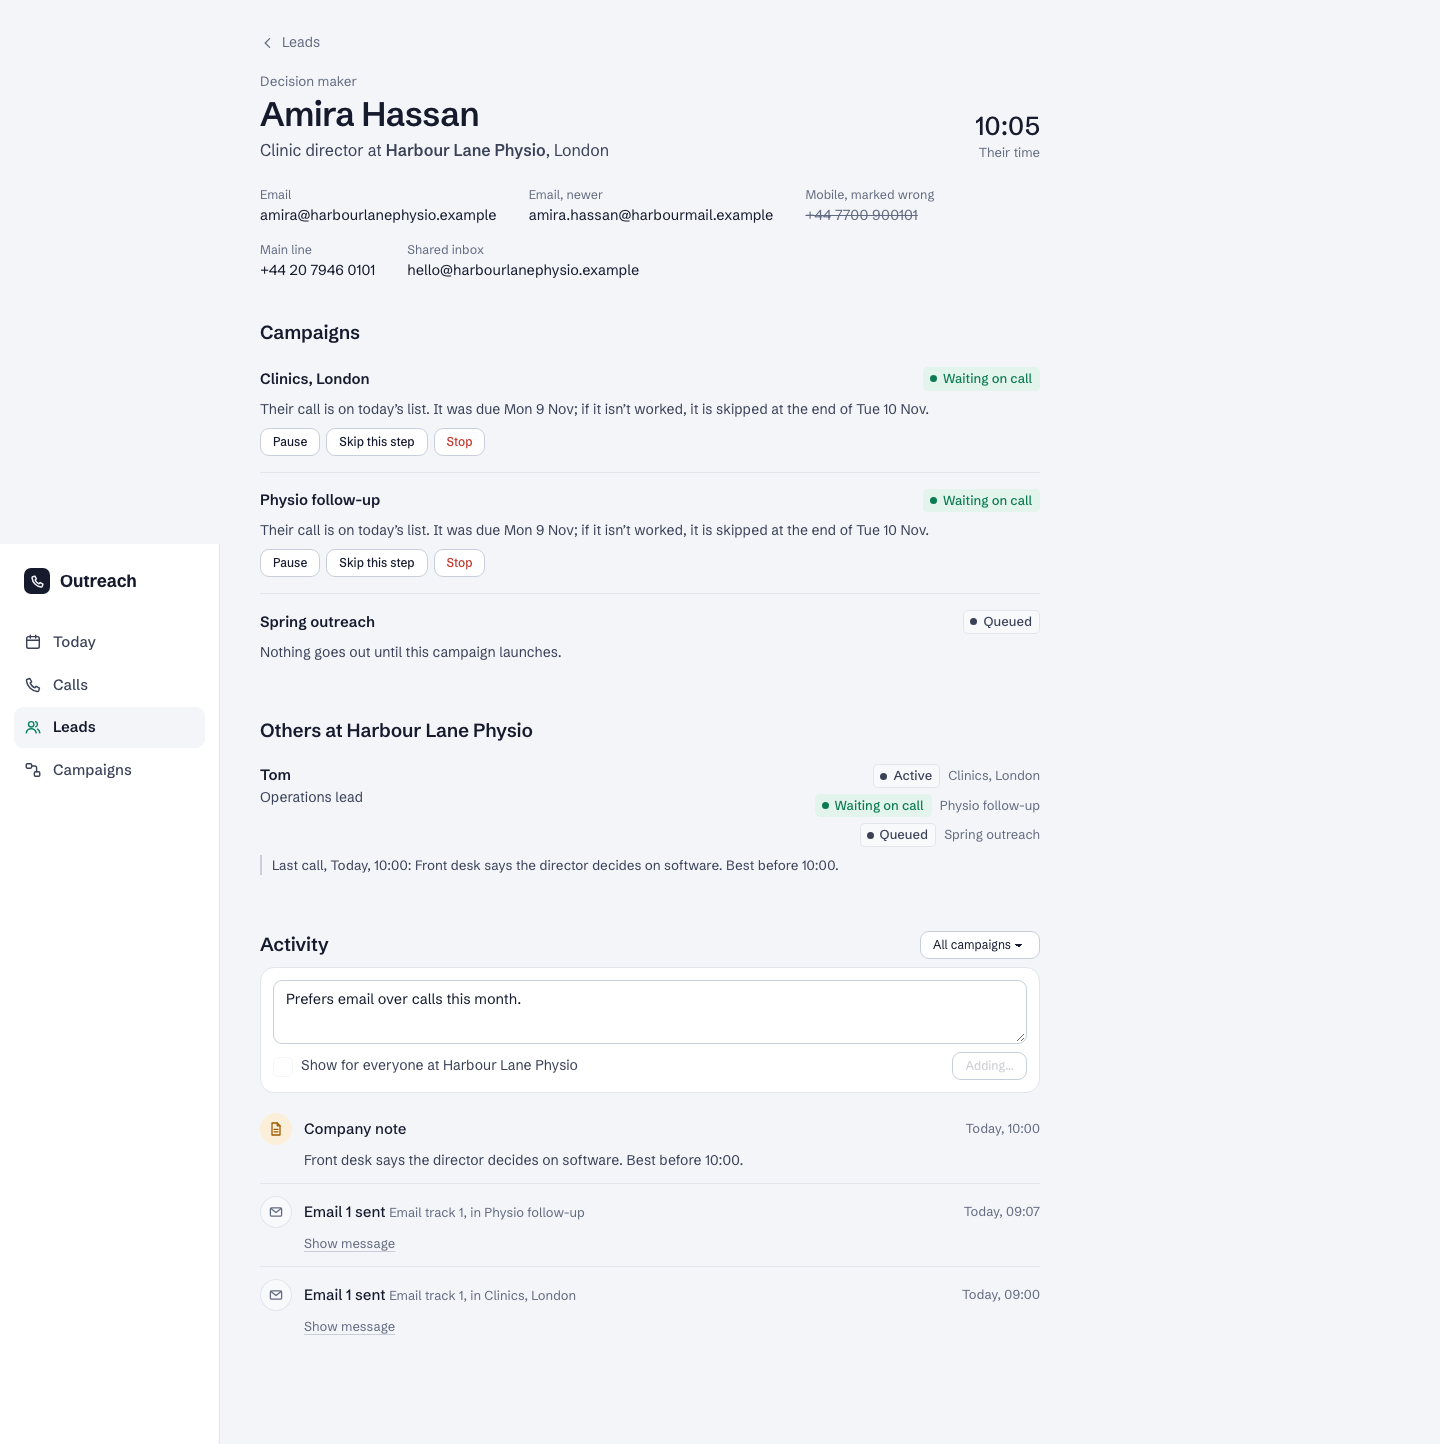 Leads
Decision maker
Amira Hassan
Clinic director at Harbour Lane Physio, London
10:05
Their time
Email
amira@harbourlanephysio.example
Email, newer
amira.hassan@harbourmail.example
Mobile, marked wrong
+44 7700 900101
Main line
+44 20 7946 0101
Shared inbox
hello@harbourlanephysio.example
Campaigns
Clinics, London
Waiting on call
Their call is on today’s list. It was due Mon 9 Nov; if it isn’t worked, it is skipped at the end of Tue 10 Nov.
Pause
Skip this step
Stop
Physio follow-up
Waiting on call
Their call is on today’s list. It was due Mon 9 Nov; if it isn’t worked, it is skipped at the end of Tue 10 Nov.
Pause
Skip this step
Stop
Spring outreach
Queued
Nothing goes out until this campaign launches.
Outreach
Today
Calls
Leads
Campaigns
Others at Harbour Lane Physio
Tom
Operations lead
Active Clinics, London
Waiting on call Physio follow-up
Queued Spring outreach
Last call, Today, 10:00: Front desk says the director decides on software. Best before 10:00.
Activity
All campaigns
Prefers email over calls this month.
Show for everyone at Harbour Lane Physio
Adding...
Company note
Today, 10:00
Front desk says the director decides on software. Best before 10:00.
Email 1 sent Email track 1, in Physio follow-up
Today, 09:07
Show message
Email 1 sent Email track 1, in Clinics, London
Today, 09:00
Show message